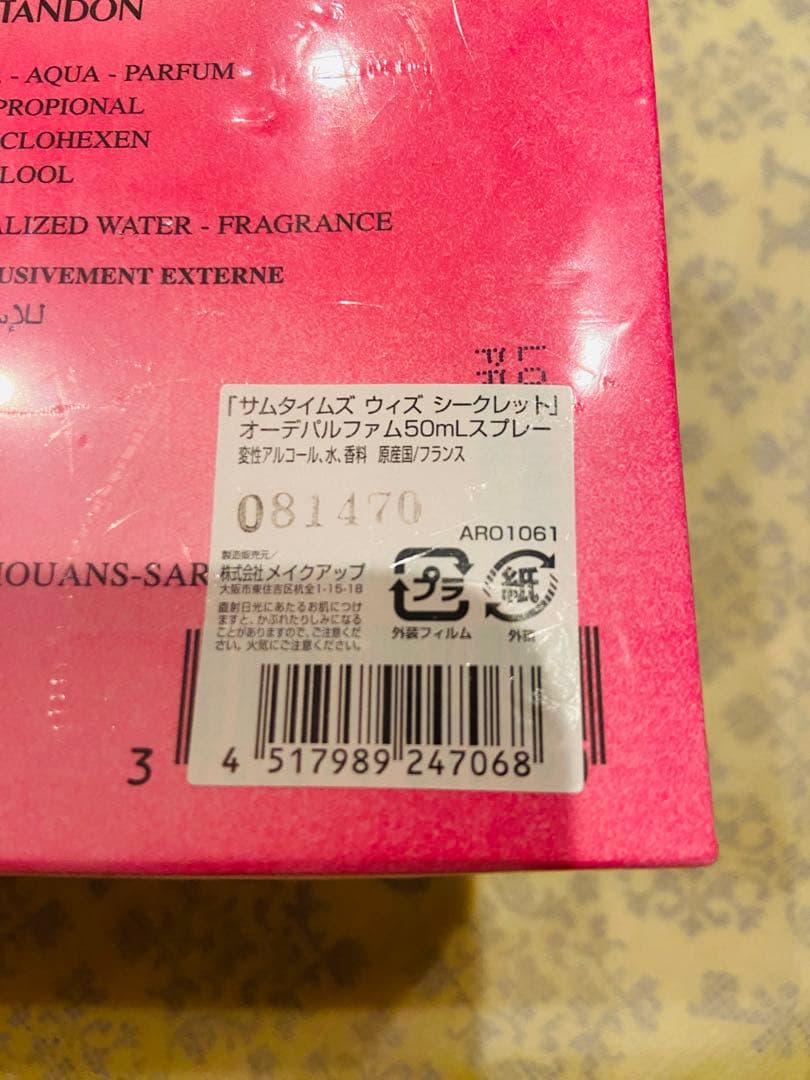 TANDON
- AQUA - PARFUM
PROPIONAL
CLOHEXEN
LOOL
ALIZED WATER - FRAGRANCE
USIVEMENT EXTERNE
「サムタイムズ ウィズ シークレット」
オーデパルファム50mLスプレー
変性アルコール、水、香料 原産国/フランス
081470
ARO1061
製造販売元/
株式会社 メイクアップ
大阪市東住吉区杭全1-15-18
直射日光にあたるお肌につけ
ますと、かぶれたりしみになる
ことがありますので、ご注意くだ
さい。火気にご注意ください。
プラ
外装フィルム
紙
外箱
HOUANS-SAR
3
4 517989 247068